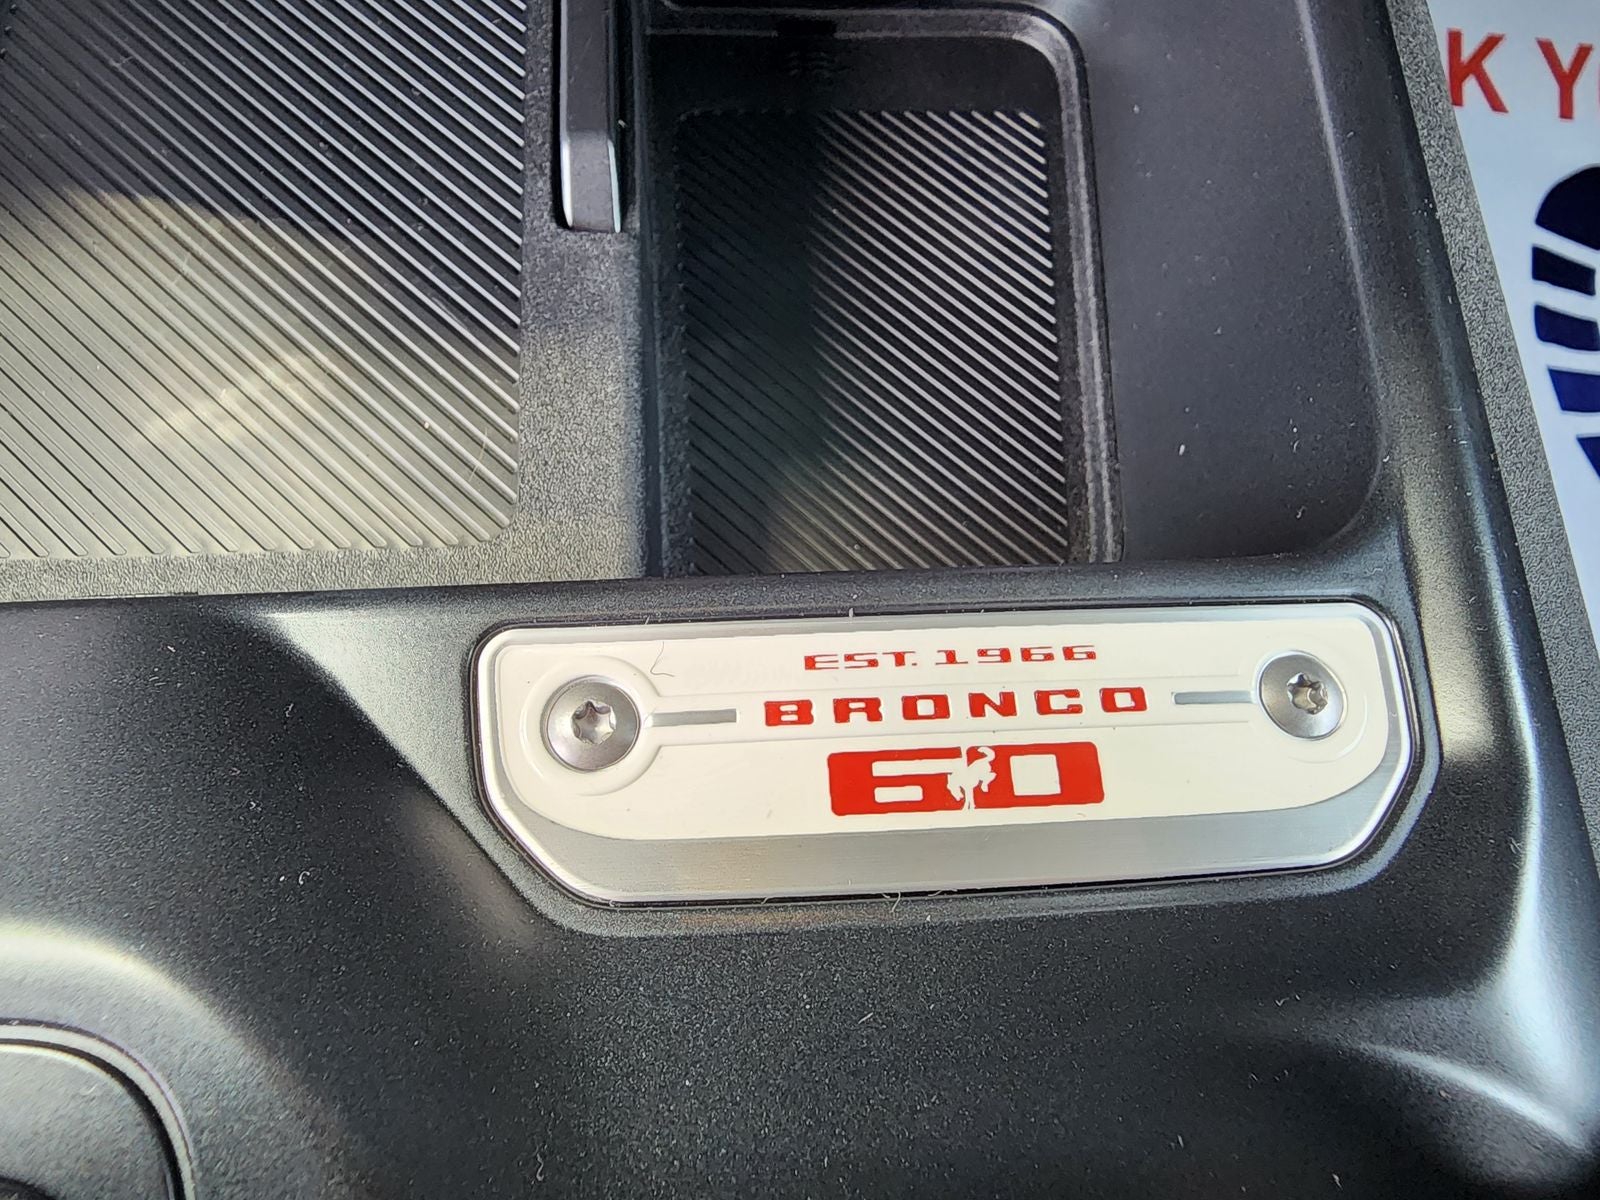 K Y
EST. 1966
BRONCO
60